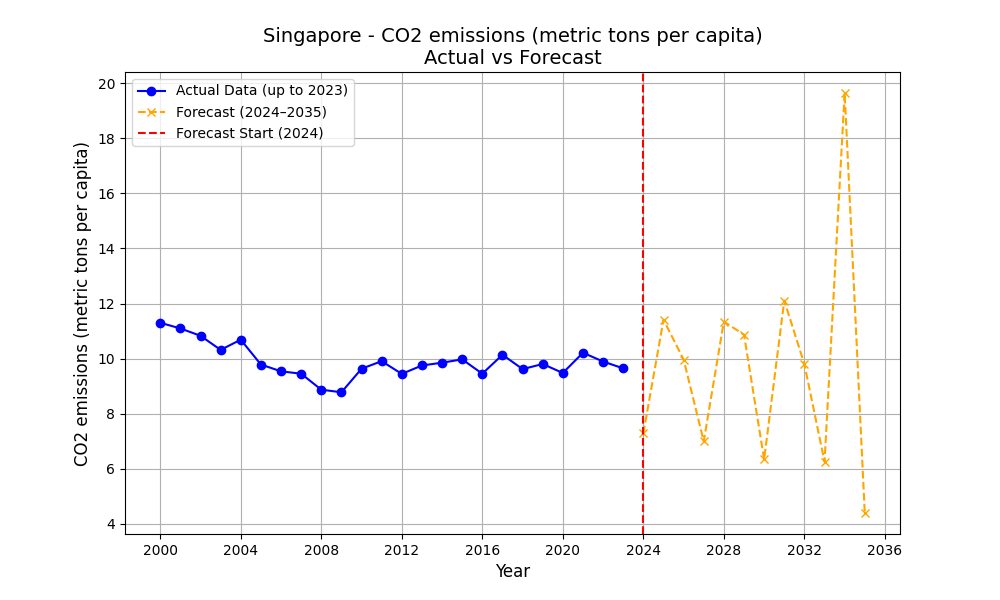 Singapore - CO2 emissions (metric tons per capita)
Actual vs Forecast
Actual Data (up to 2023)
Forecast (2024–2035)
Forecast Start (2024)
CO2 emissions (metric tons per capita)
20
18
16
14
12
10
8
6
4
2000 2004 2008 2012 2016 2020 2024 2028 2032 2036
Year